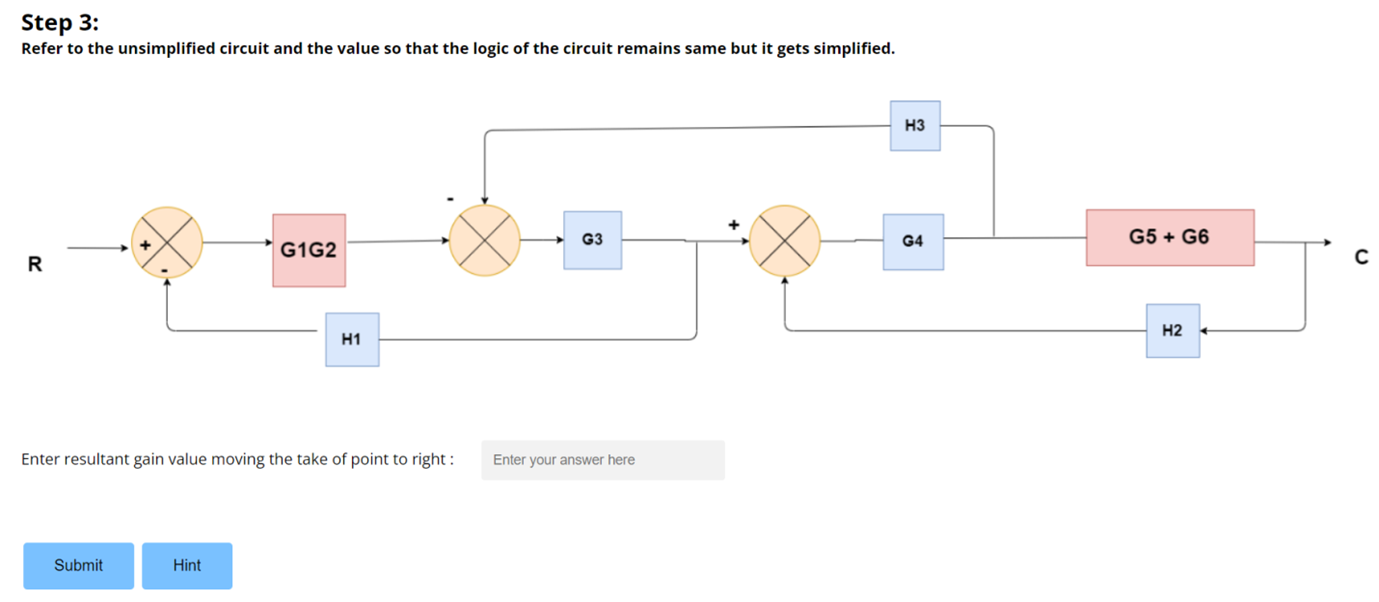 Step 3:
Refer to the unsimplified circuit and the value so that the logic of the circuit remains same but it gets simplified.
H3
-
+
G3
G4
G5 + G6
+
G1G2
R
C
-
H1
H2
Enter resultant gain value moving the take of point to right :
Enter your answer here
Submit
Hint